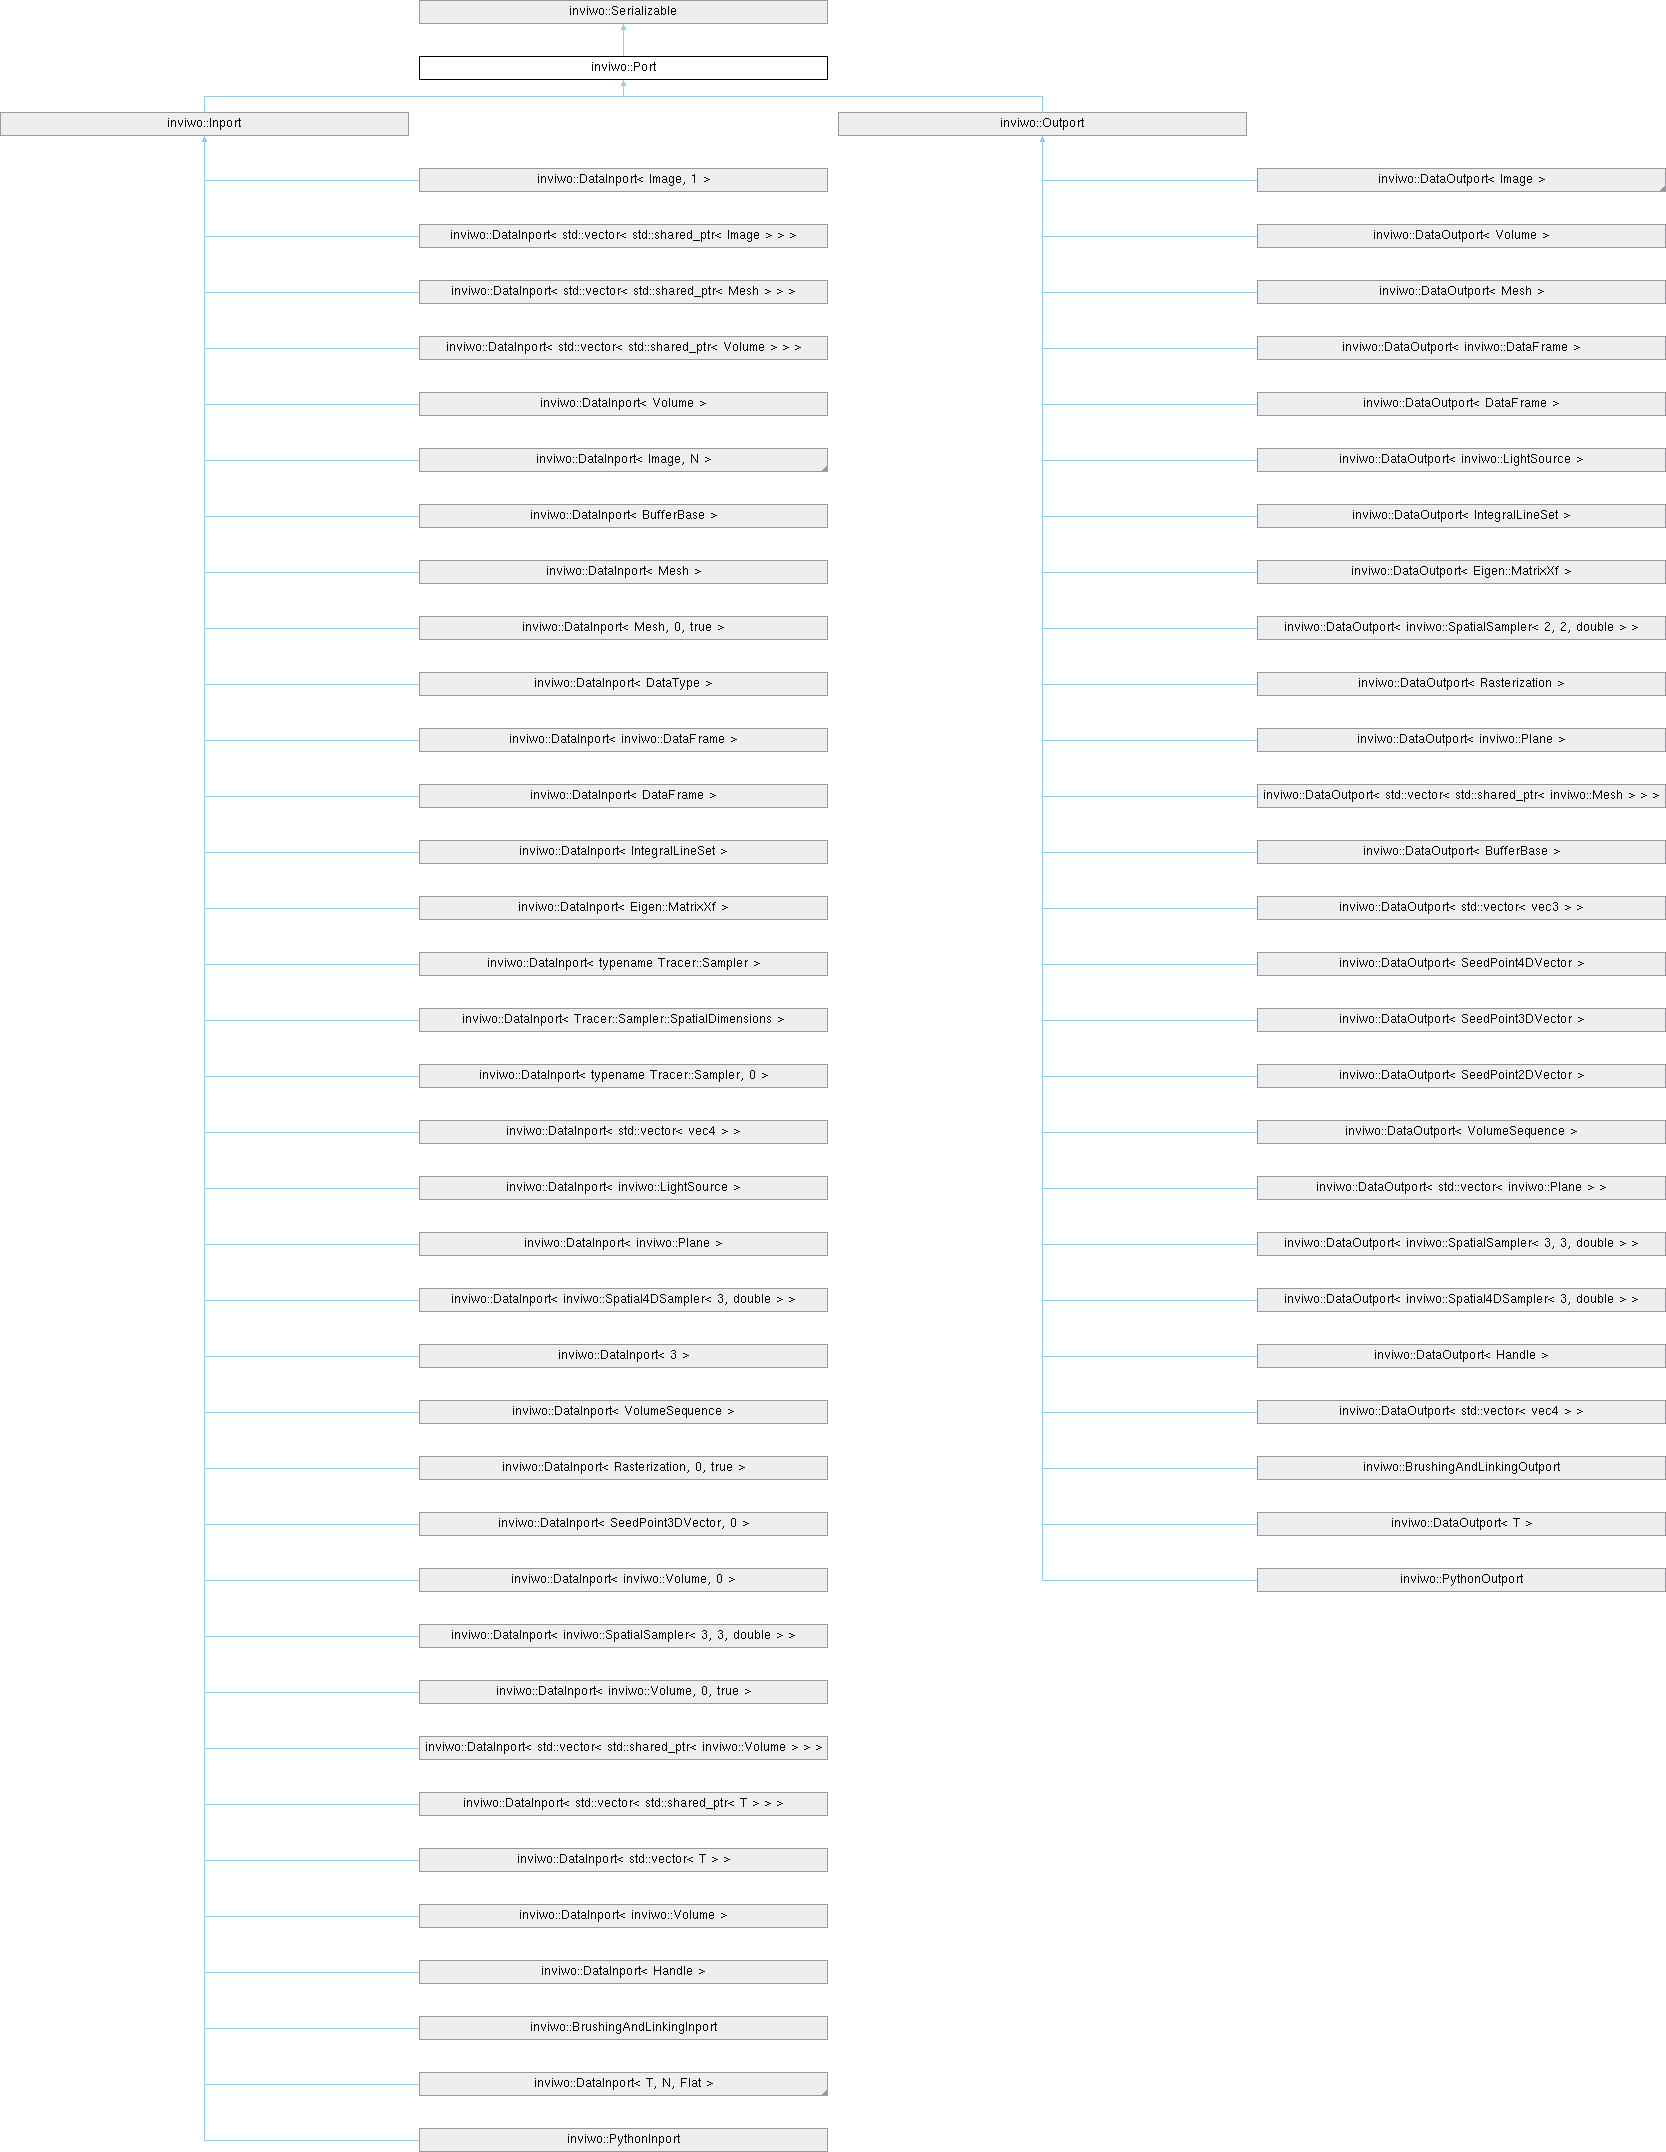 inviwo::Serializable
inviwo::Port
inviwo::Inport
inviwo::Outport
inviwo::DataInport< Image, 1 >
inviwo::DataInport< std::vector< std::shared_ptr< Image > > >
inviwo::DataInport< std::vector< std::shared_ptr< Mesh > > >
inviwo::DataInport< std::vector< std::shared_ptr< Volume > > >
inviwo::DataInport< Volume >
inviwo::DataInport< Image, N >
inviwo::DataInport< BufferBase >
inviwo::DataInport< Mesh >
inviwo::DataInport< Mesh, 0, true >
inviwo::DataInport< DataType >
inviwo::DataInport< inviwo::DataFrame >
inviwo::DataInport< DataFrame >
inviwo::DataInport< IntegralLineSet >
inviwo::DataInport< Eigen::MatrixXf >
inviwo::DataInport< typename Tracer::Sampler >
inviwo::DataInport< Tracer::Sampler::SpatialDimensions >
inviwo::DataInport< typename Tracer::Sampler, 0 >
inviwo::DataInport< std::vector< vec4 > >
inviwo::DataInport< inviwo::LightSource >
inviwo::DataInport< inviwo::Plane >
inviwo::DataInport< inviwo::Spatial4DSampler< 3, double > >
inviwo::DataInport< 3 >
inviwo::DataInport< VolumeSequence >
inviwo::DataInport< Rasterization, 0, true >
inviwo::DataInport< SeedPoint3DVector, 0 >
inviwo::DataInport< inviwo::Volume, 0 >
inviwo::DataInport< inviwo::SpatialSampler< 3, 3, double > >
inviwo::DataInport< inviwo::Volume, 0, true >
inviwo::DataInport< std::vector< std::shared_ptr< inviwo::Volume > > >
inviwo::DataInport< std::vector< std::shared_ptr< T > > >
inviwo::DataInport< std::vector< T > >
inviwo::DataInport< inviwo::Volume >
inviwo::DataInport< Handle >
inviwo::BrushingAndLinkingInport
inviwo::DataInport< T, N, Flat >
inviwo::PythonInport
inviwo::DataOutport< Image >
inviwo::DataOutport< Volume >
inviwo::DataOutport< Mesh >
inviwo::DataOutport< inviwo::DataFrame >
inviwo::DataOutport< DataFrame >
inviwo::DataOutport< inviwo::LightSource >
inviwo::DataOutport< IntegralLineSet >
inviwo::DataOutport< Eigen::MatrixXf >
inviwo::DataOutport< inviwo::SpatialSampler< 2, 2, double > >
inviwo::DataOutport< Rasterization >
inviwo::DataOutport< inviwo::Plane >
inviwo::DataOutport< std::vector< std::shared_ptr< inviwo::Mesh > > >
inviwo::DataOutport< BufferBase >
inviwo::DataOutport< std::vector< vec3 > >
inviwo::DataOutport< SeedPoint4DVector >
inviwo::DataOutport< SeedPoint3DVector >
inviwo::DataOutport< SeedPoint2DVector >
inviwo::DataOutport< VolumeSequence >
inviwo::DataOutport< std::vector< inviwo::Plane > >
inviwo::DataOutport< inviwo::SpatialSampler< 3, 3, double > >
inviwo::DataOutport< inviwo::Spatial4DSampler< 3, double > >
inviwo::DataOutport< Handle >
inviwo::DataOutport< std::vector< vec4 > >
inviwo::BrushingAndLinkingOutport
inviwo::DataOutport< T >
inviwo::PythonOutport